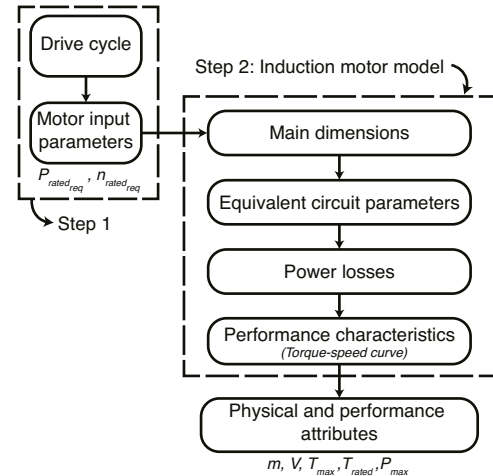 Drive cycle
Motor input
parameters
P_rated_req , n_rated_req
Step 1
Step 2: Induction motor model
Main dimensions
Equivalent circuit parameters
Power losses
Performance characteristics
(Torque-speed curve)
Physical and performance
attributes
m, V, T_max, T_rated, P_max